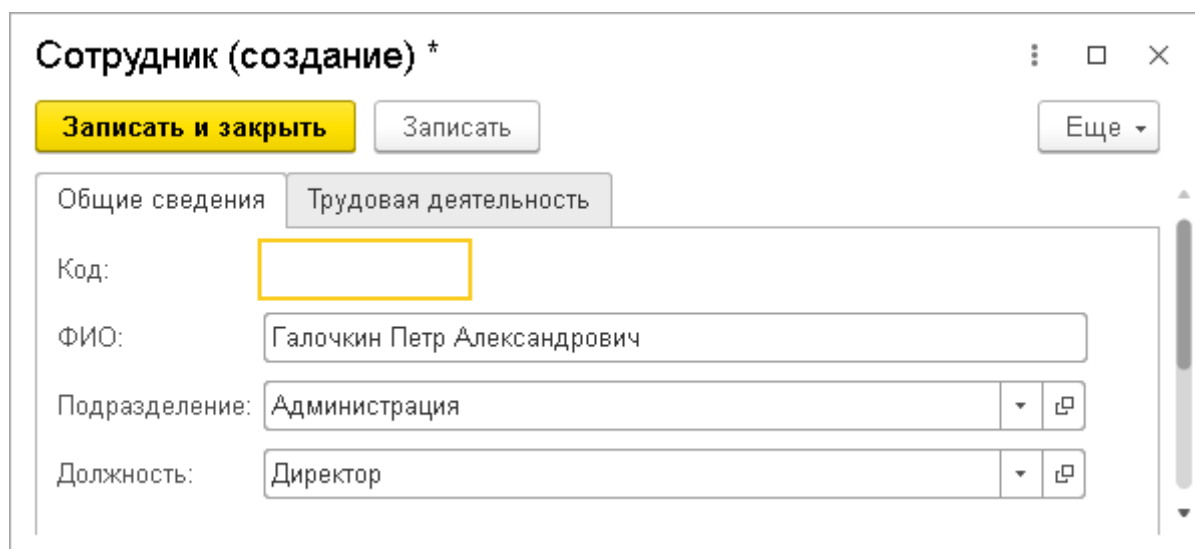 Сотрудник (создание) *
Записать и закрыть Записать Еще
Общие сведения Трудовая деятельность
Код:
ФИО: Галочкин Петр Александрович
Подразделение: Администрация
Должность: Директор